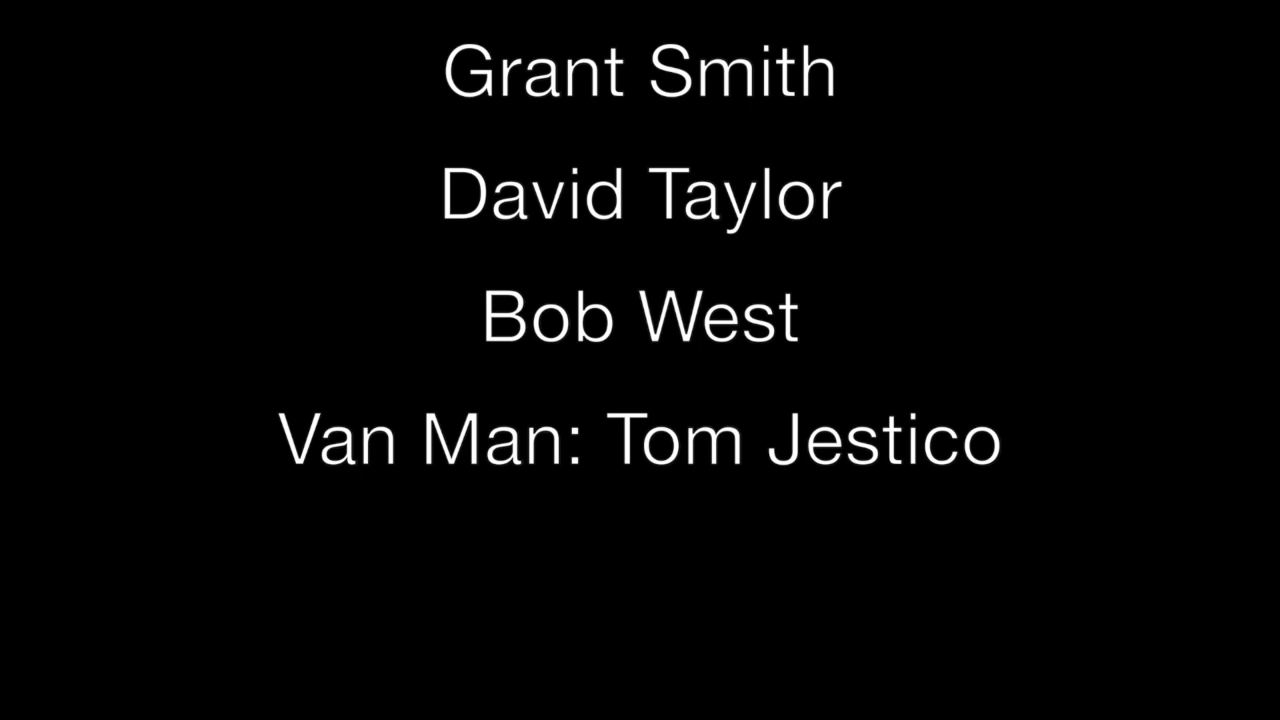 Grant Smith
David Taylor
Bob West
Van Man: Tom Jestico